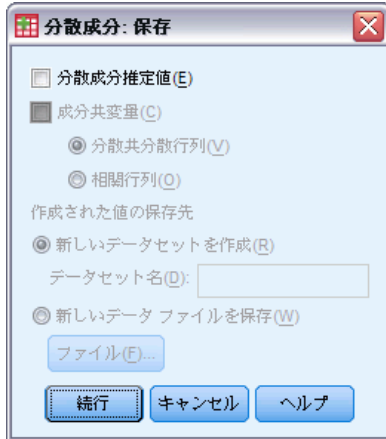 分散成分: 保存
分散成分推定値(E)
成分共変量(C)
分散共分散行列(V)
相関行列(O)
作成された値の保存先
新しいデータセットを作成(R)
データセット名(D):
新しいデータ ファイルを保存(W)
ファイル(F)...
続行 キャンセル ヘルプ